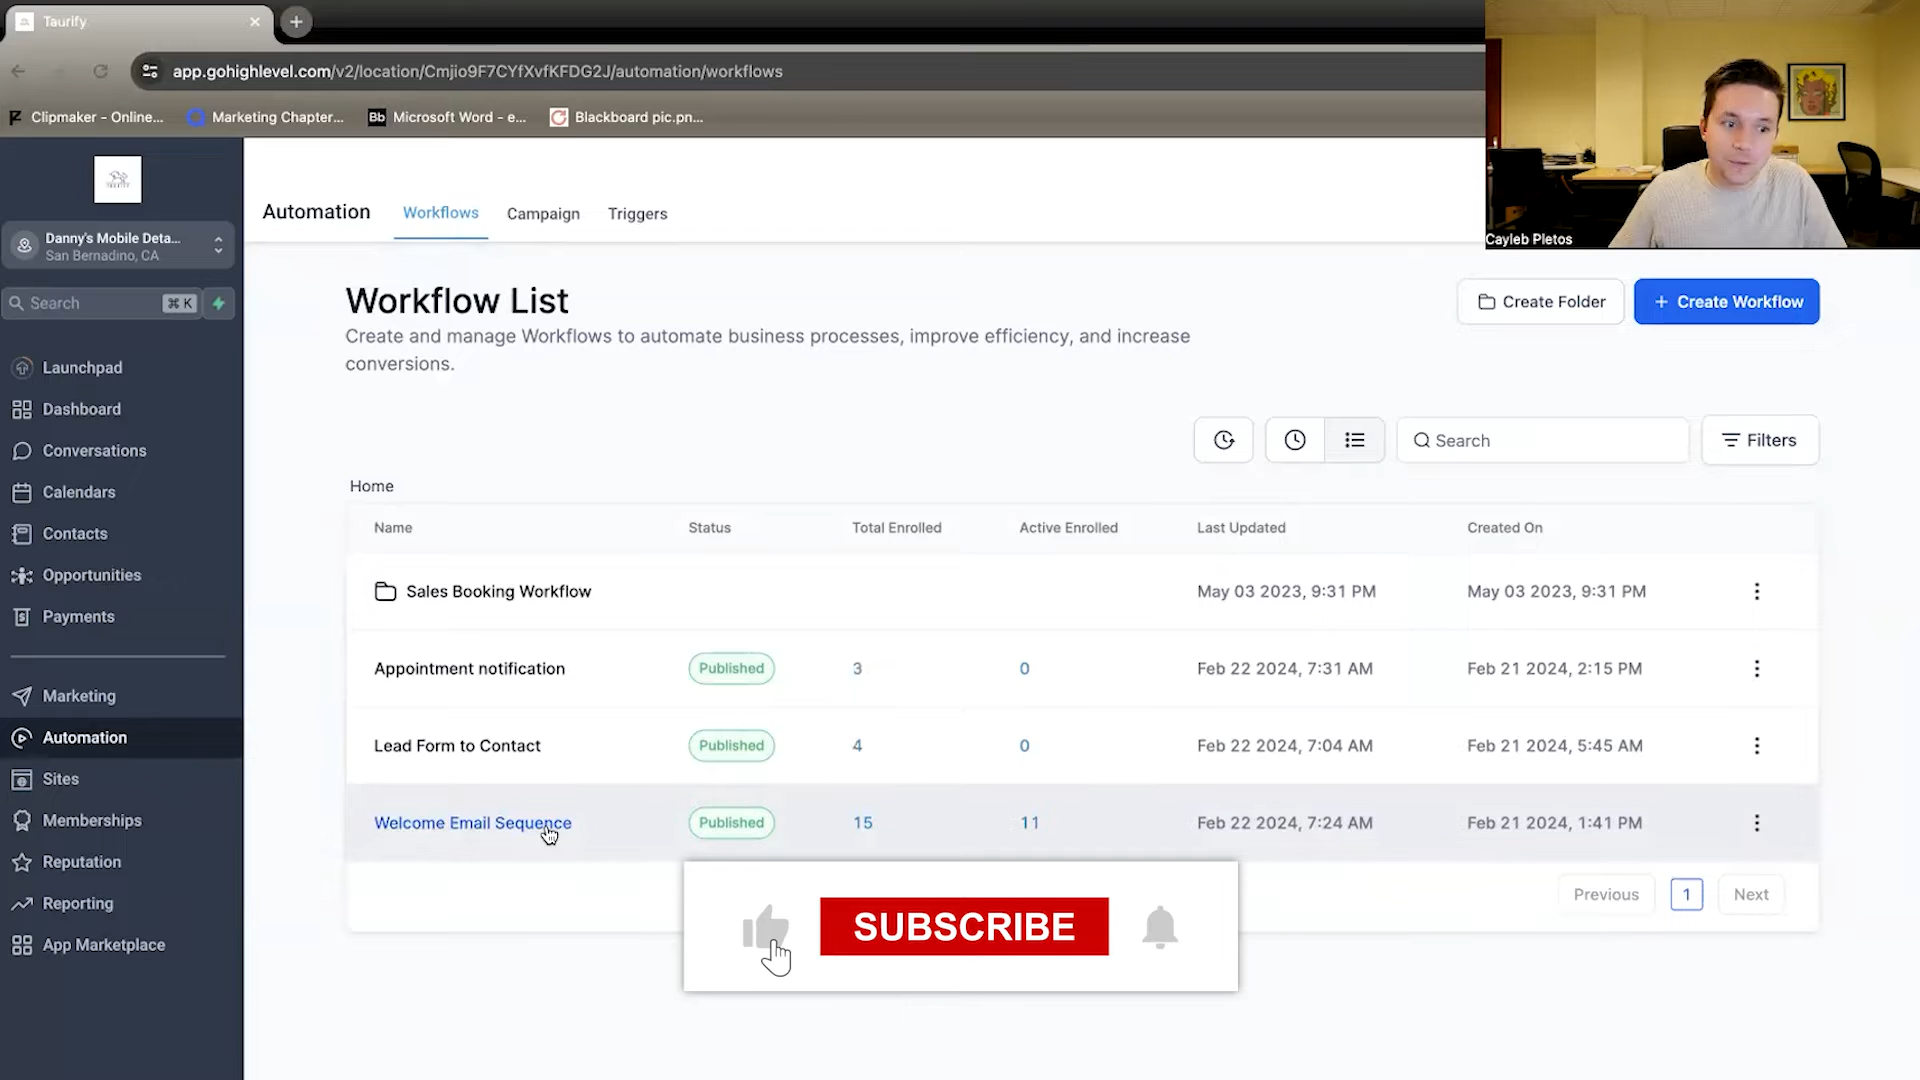 Taurify
app.gohighlevel.com/v2/location/Cmjio9F7CYfXvfKFDG2J/automation/workflows
Clipmaker - Online...
Marketing Chapter...
Bb Microsoft Word - e...
Blackboard pic.pn...
Cayleb Pletos
Danny's Mobile Deta...
San Bernadino, CA
Search ⌘ K
Launchpad
Dashboard
Conversations
Calendars
Contacts
Opportunities
Payments
Marketing
Automation
Sites
Memberships
Reputation
Reporting
App Marketplace
Automation Workflows Campaign Triggers
Workflow List
Create and manage Workflows to automate business processes, improve efficiency, and increase
conversions.
Create Folder
+ Create Workflow
Search
Filters
Home
Name Status Total Enrolled Active Enrolled Last Updated Created On
Sales Booking Workflow May 03 2023, 9:31 PM May 03 2023, 9:31 PM
Appointment notification Published 3 0 Feb 22 2024, 7:31 AM Feb 21 2024, 2:15 PM
Lead Form to Contact Published 4 0 Feb 22 2024, 7:04 AM Feb 21 2024, 5:45 AM
Welcome Email Sequence Published 15 11 Feb 22 2024, 7:24 AM Feb 21 2024, 1:41 PM
Previous 1 Next
SUBSCRIBE